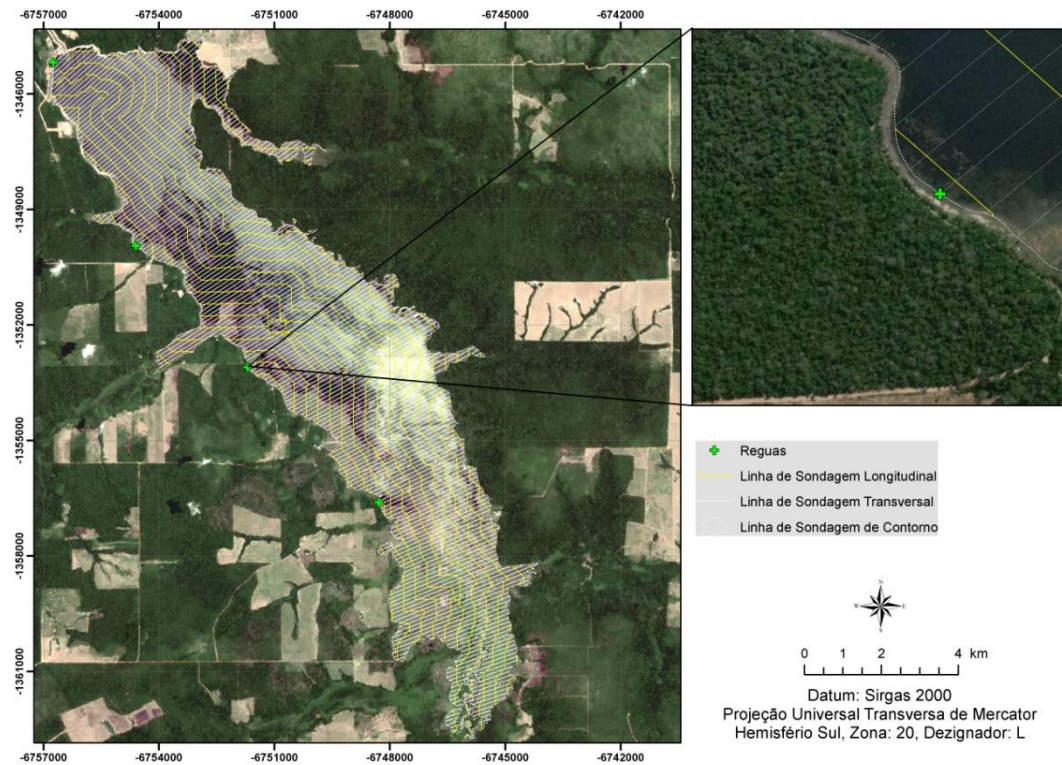 -6757000 -6754000 -6751000 -6748000 -6745000 -6742000
-1346000
-1349000
-1352000
-1355000
-1358000
-1361000
-6757000 -6754000 -6751000 -6748000 -6745000 -6742000
Reguas
Linha de Sondagem Longitudinal
Linha de Sondagem Transversal
Linha de Sondagem de Contorno
N
W E
S
0 1 2 4 km
Datum: Sirgas 2000
Projeção Universal Transversa de Mercator
Hemisfério Sul, Zona: 20, Dezignador: L